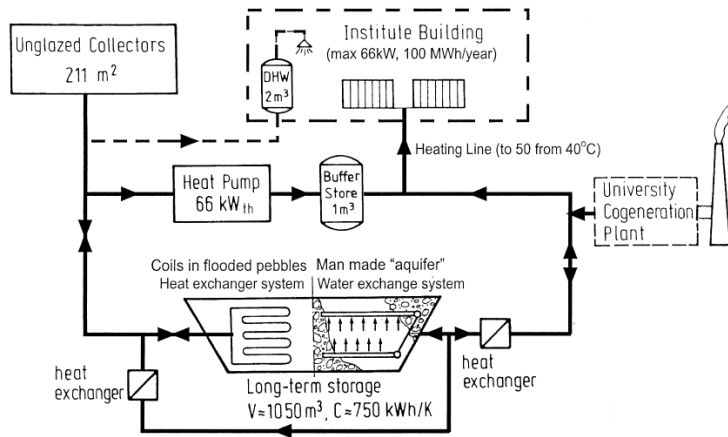 Unglazed Collectors
211 m²
Institute Building
(max 66kW, 100 MWh/year)
DHW
2m³
Heating Line (to 50 from 40°C)
Heat Pump
66 kWth
Buffer
Store
1m³
University
Cogeneration
Plant
Coils in flooded pebbles
Heat exchanger system
Man made "aquifer"
Water exchange system
heat
exchanger
heat
exchanger
Long-term storage
V≈1050m³, C≈750 kWh/K